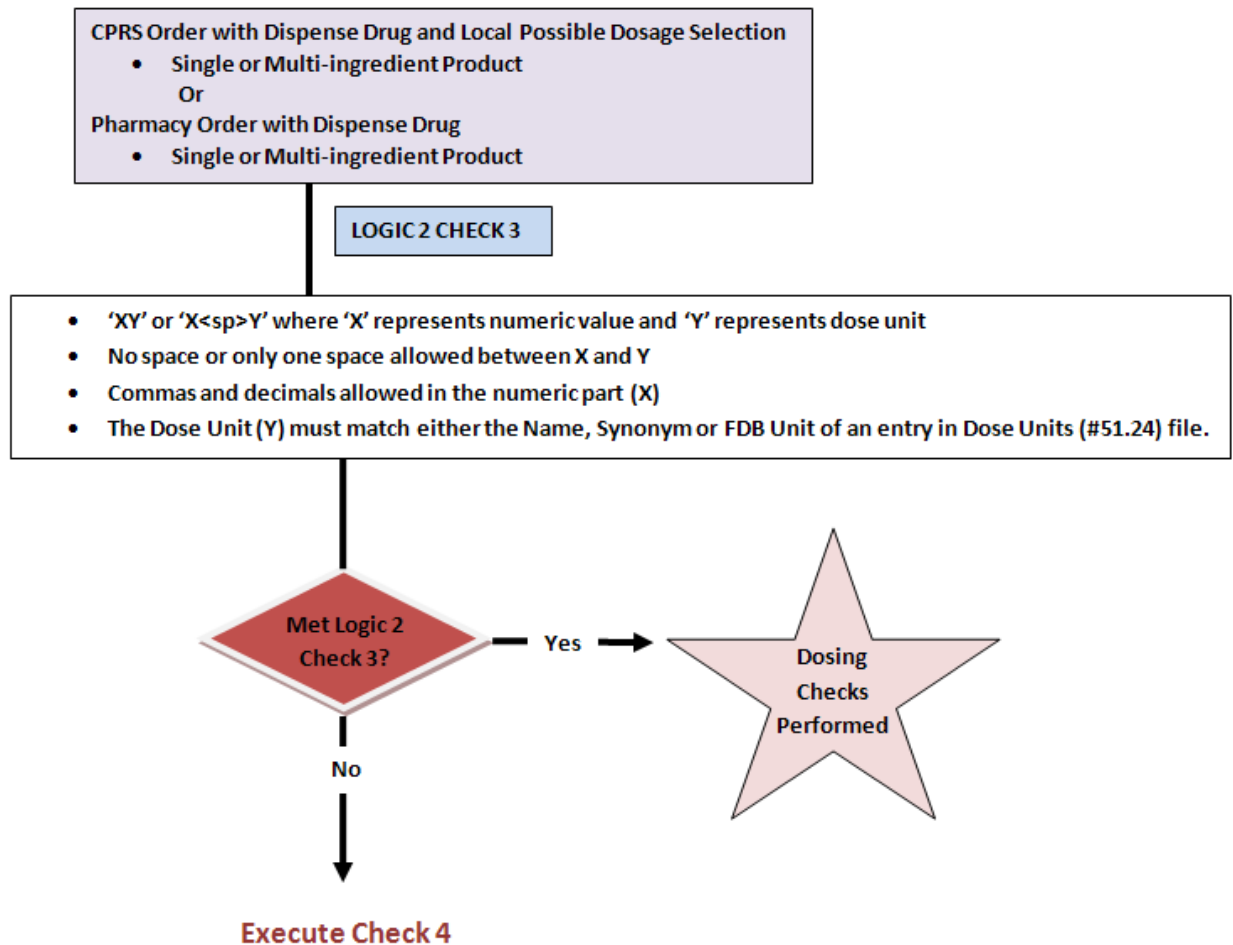 CPRS Order with Dispense Drug and Local Possible Dosage Selection
• Single or Multi-ingredient Product
Or
Pharmacy Order with Dispense Drug
• Single or Multi-ingredient Product
LOGIC 2 CHECK 3
• ‘XY’ or ‘X<sp>Y’ where ‘X’ represents numeric value and ‘Y’ represents dose unit
• No space or only one space allowed between X and Y
• Commas and decimals allowed in the numeric part (X)
• The Dose Unit (Y) must match either the Name, Synonym or FDB Unit of an entry in Dose Units (#51.24) file.
Met Logic 2
Check 3?
Yes
Dosing
Checks
Performed
No
Execute Check 4